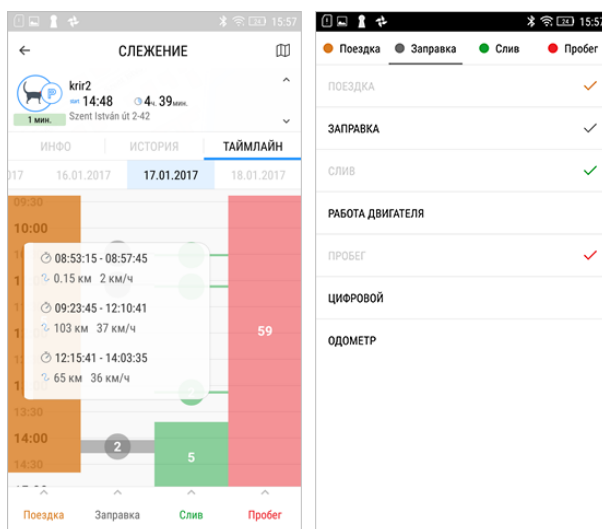 15:57
СЛЕЖЕНИЕ
krir2
14:48 4ч. 39мин.
1 мин. Szent István út 2-42
ИНФО ИСТОРИЯ ТАЙМЛАЙН
017 16.01.2017 17.01.2017 18.01.2017
09:30
10:00
08:53:15 - 08:57:45
0.15 км 2 км/ч
09:23:45 - 12:10:41
103 км 37 км/ч
59
12:15:41 - 14:03:35
65 км 36 км/ч
13:30
14:00
2
5
14:30
Поездка Заправка Слив Пробег
15:57
Поездка Заправка Слив Пробег
ПОЕЗДКА
ЗАПРАВКА
СЛИВ
РАБОТА ДВИГАТЕЛЯ
ПРОБЕГ
ЦИФРОВОЙ
ОДОМЕТР